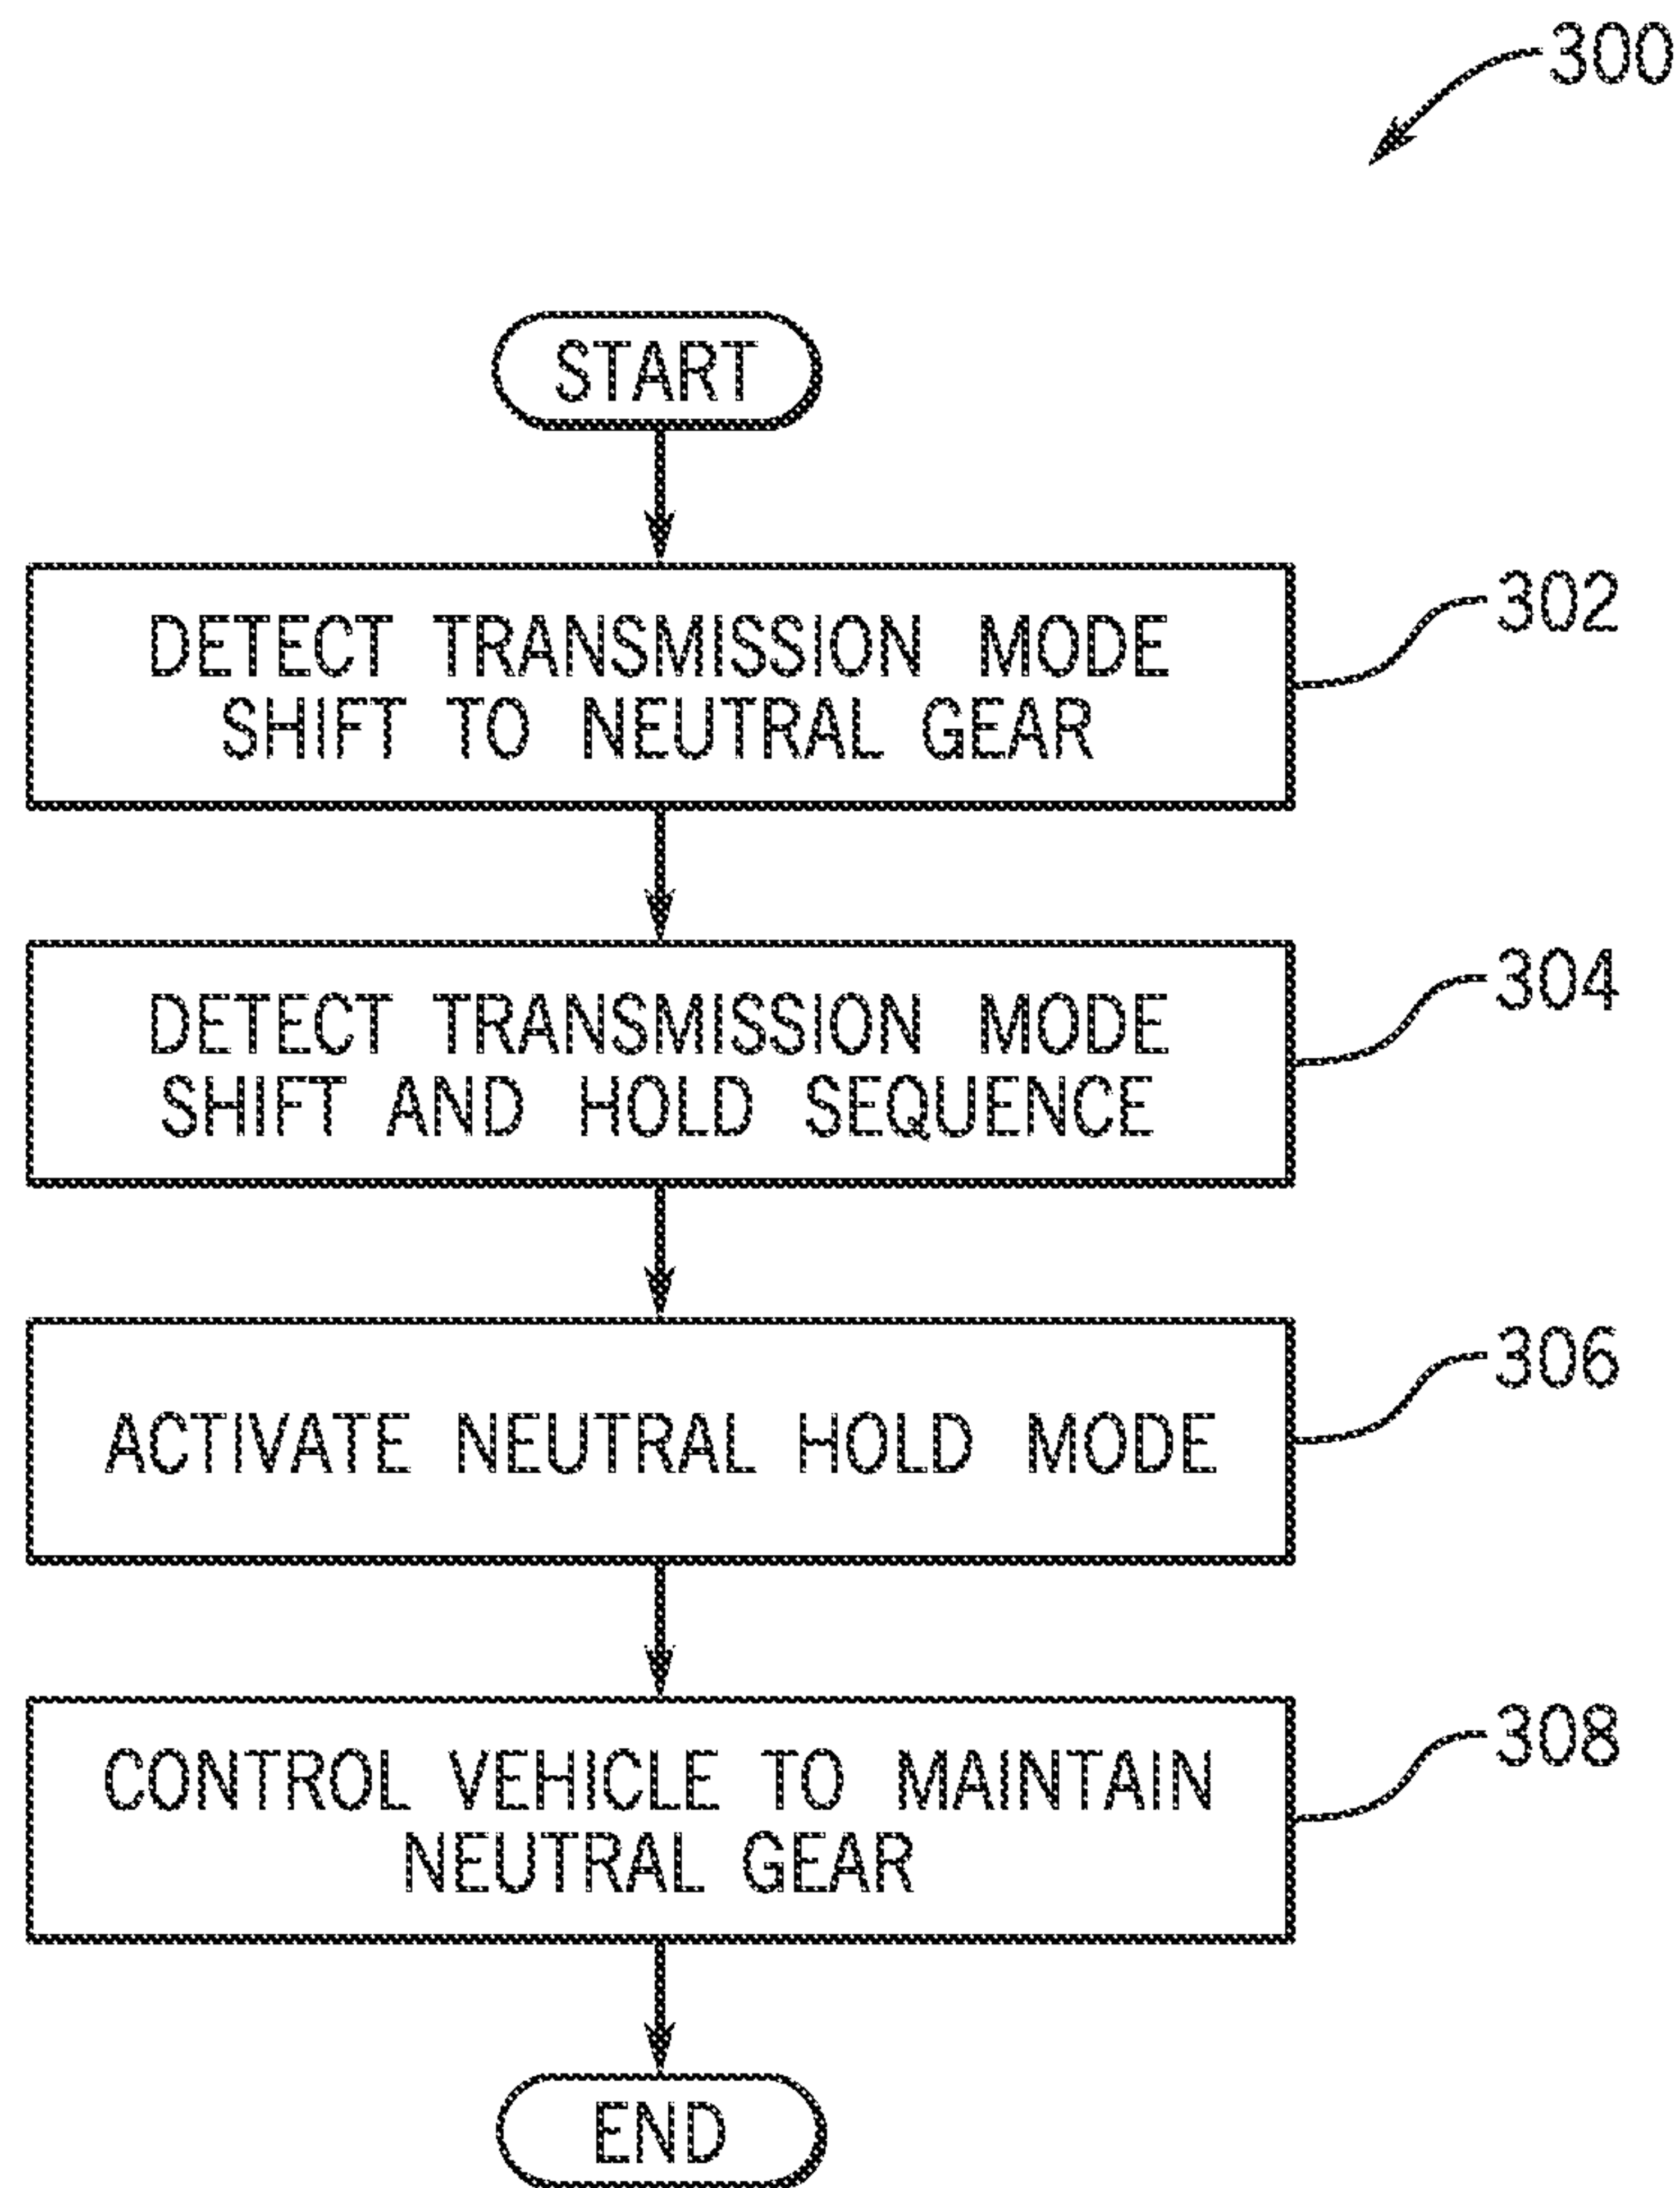 300
START
DETECT TRANSMISSION MODE
SHIFT TO NEUTRAL GEAR
302
DETECT TRANSMISSION MODE
SHIFT AND HOLD SEQUENCE
304
ACTIVATE NEUTRAL HOLD MODE
306
CONTROL VEHICLE TO MAINTAIN
NEUTRAL GEAR
308
END